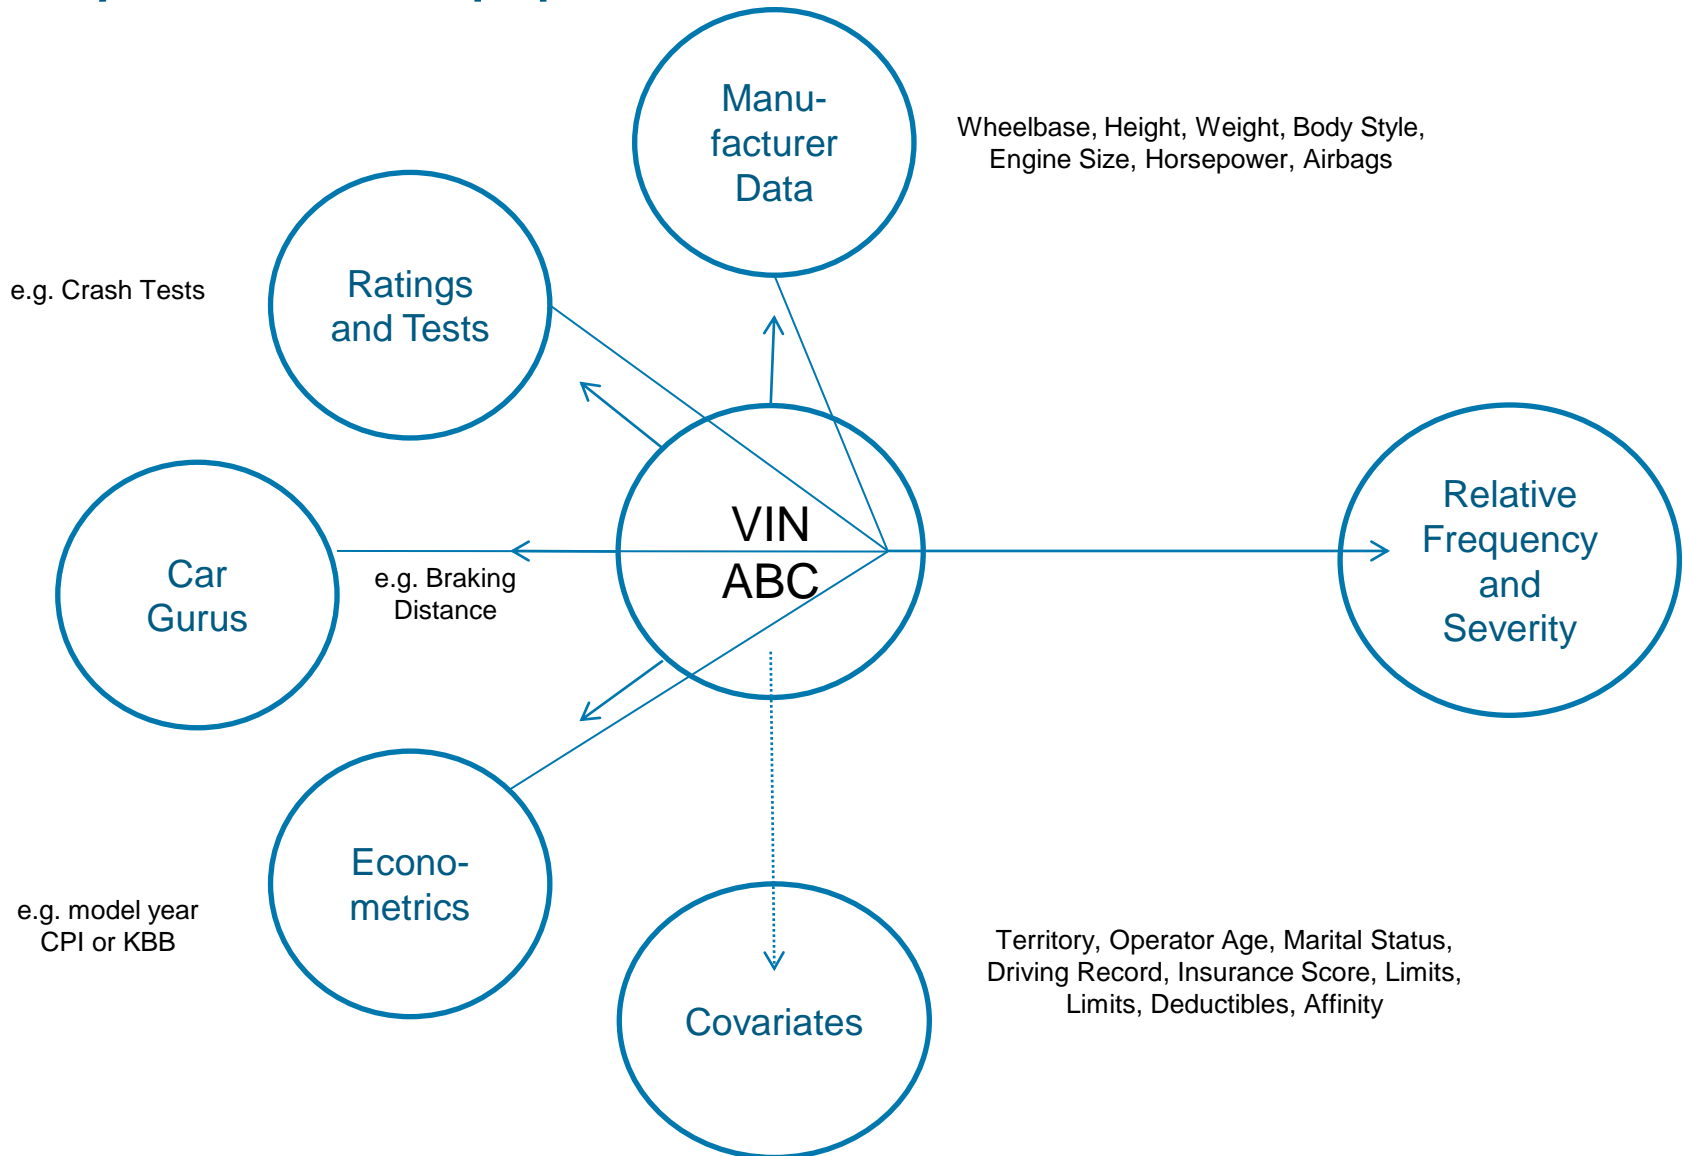 Manu-
facturer
Data
Wheelbase, Height, Weight, Body Style,
Engine Size, Horsepower, Airbags
Ratings
and Tests
e.g. Crash Tests
Car
Gurus
e.g. Braking
Distance
VIN
ABC
Relative
Frequency
and
Severity
Econo-
metrics
e.g. model year
CPI or KBB
Covariates
Territory, Operator Age, Marital Status,
Driving Record, Insurance Score, Limits,
Limits, Deductibles, Affinity